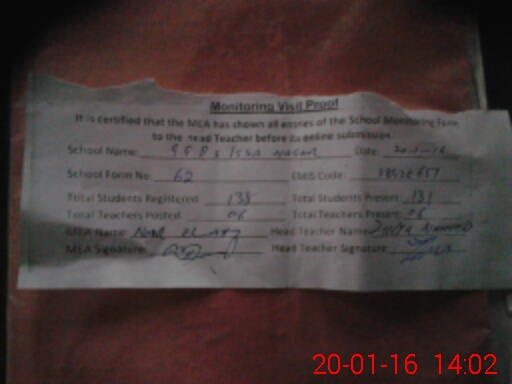 Monitoring Visit Proof
It is certified that the MEA has shown all entries of the School Monitoring Form
to the Head Teacher before its online submission.
School Name: Date:
School Form No: 62 EMIS Code:
Total Students Registered 138 Total Students Present 131
Total Teachers Posted 06 Total Teachers Present 06
MEA Name: Head Teacher Name
MEA Signature: Head Teacher Signature
20-01-16 14:02